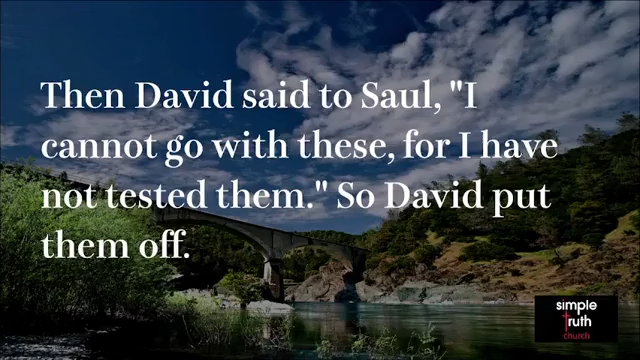 Then David said to Saul, "I
cannot go with these, for I have
not tested them." So David put
them off.
simple
truth
church